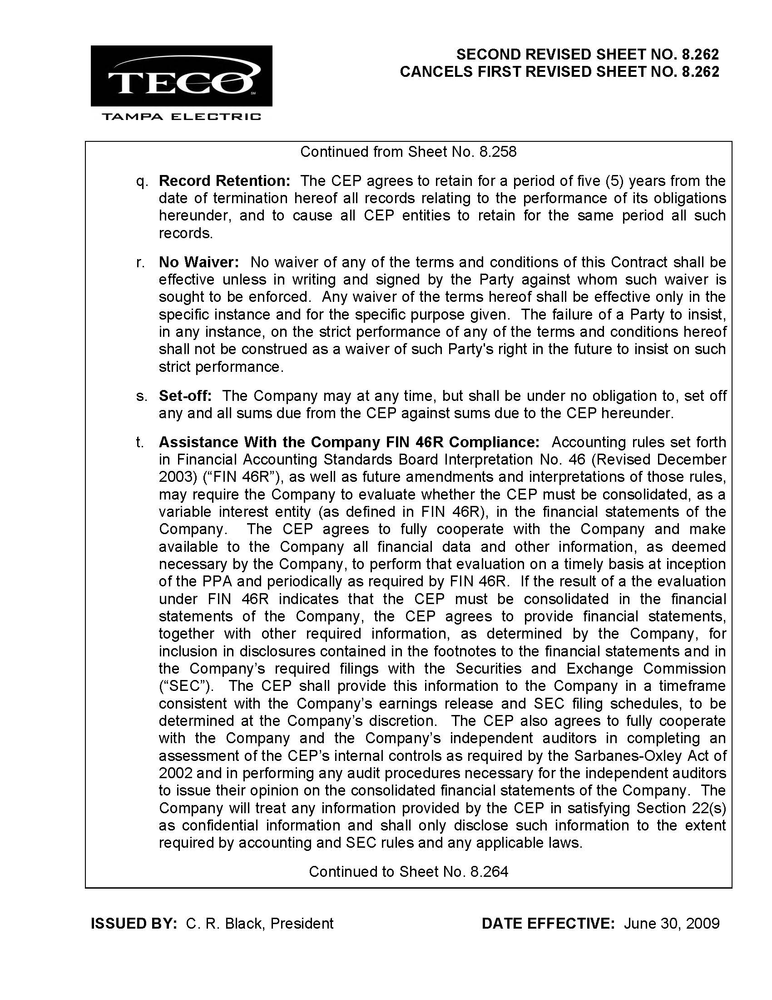 TECO SM
TAMPA ELECTRIC
SECOND REVISED SHEET NO. 8.262
CANCELS FIRST REVISED SHEET NO. 8.262
Continued from Sheet No. 8.258
q. Record Retention: The CEP agrees to retain for a period of five (5) years from the
date of termination hereof all records relating to the performance of its obligations
hereunder, and to cause all CEP entities to retain for the same period all such
records.
r. No Waiver: No waiver of any of the terms and conditions of this Contract shall be
effective unless in writing and signed by the Party against whom such waiver is
sought to be enforced. Any waiver of the terms hereof shall be effective only in the
specific instance and for the specific purpose given. The failure of a Party to insist,
in any instance, on the strict performance of any of the terms and conditions hereof
shall not be construed as a waiver of such Party's right in the future to insist on such
strict performance.
s. Set-off: The Company may at any time, but shall be under no obligation to, set off
any and all sums due from the CEP against sums due to the CEP hereunder.
t. Assistance With the Company FIN 46R Compliance: Accounting rules set forth
in Financial Accounting Standards Board Interpretation No. 46 (Revised December
2003) (“FIN 46R”), as well as future amendments and interpretations of those rules,
may require the Company to evaluate whether the CEP must be consolidated, as a
variable interest entity (as defined in FIN 46R), in the financial statements of the
Company. The CEP agrees to fully cooperate with the Company and make
available to the Company all financial data and other information, as deemed
necessary by the Company, to perform that evaluation on a timely basis at inception
of the PPA and periodically as required by FIN 46R. If the result of a the evaluation
under FIN 46R indicates that the CEP must be consolidated in the financial
statements of the Company, the CEP agrees to provide financial statements,
together with other required information, as determined by the Company, for
inclusion in disclosures contained in the footnotes to the financial statements and in
the Company’s required filings with the Securities and Exchange Commission
(“SEC”). The CEP shall provide this information to the Company in a timeframe
consistent with the Company’s earnings release and SEC filing schedules, to be
determined at the Company’s discretion. The CEP also agrees to fully cooperate
with the Company and the Company’s independent auditors in completing an
assessment of the CEP’s internal controls as required by the Sarbanes-Oxley Act of
2002 and in performing any audit procedures necessary for the independent auditors
to issue their opinion on the consolidated financial statements of the Company. The
Company will treat any information provided by the CEP in satisfying Section 22(s)
as confidential information and shall only disclose such information to the extent
required by accounting and SEC rules and any applicable laws.
Continued to Sheet No. 8.264
ISSUED BY: C. R. Black, President
DATE EFFECTIVE: June 30, 2009